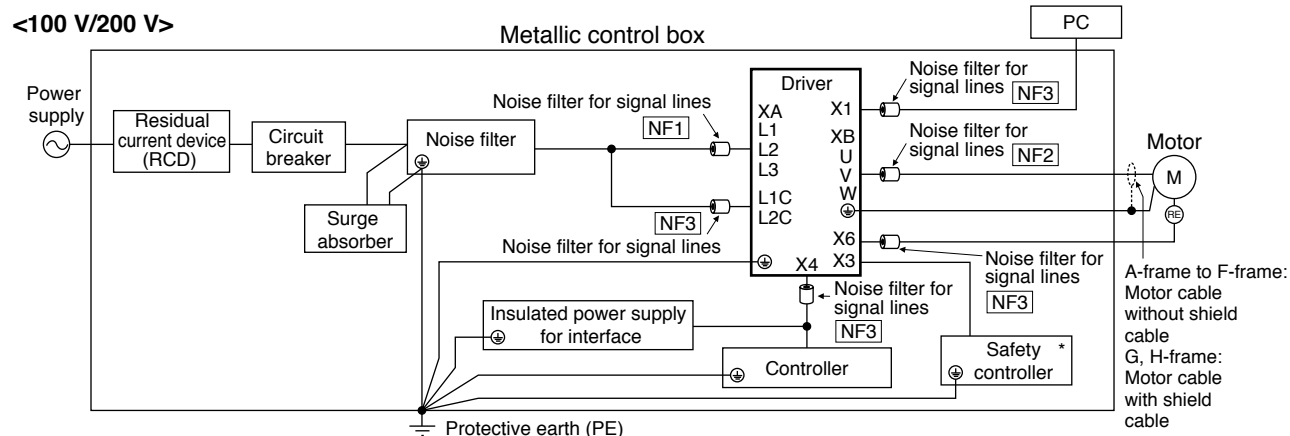 <100 V/200 V>
Metallic control box
PC
Power
supply
Residual
current device
(RCD)
Circuit
breaker
Noise filter
Surge
absorber
Noise filter for signal lines
NF1
NF3
Noise filter for signal lines
Driver
XA
L1
L2
L3
L1C
L2C
X1
XB
U
V
W
X6
X3
X4
Noise filter for
signal lines
NF3
Noise filter for
signal lines
NF2
Motor
M
RE
Noise filter for
signal lines
NF3
Noise filter for
signal lines
NF3
A-frame to F-frame:
Motor cable
without shield
cable
G, H-frame:
Motor cable
with shield
cable
Insulated power supply
for interface
Controller
Safety *
controller
Protective earth (PE)